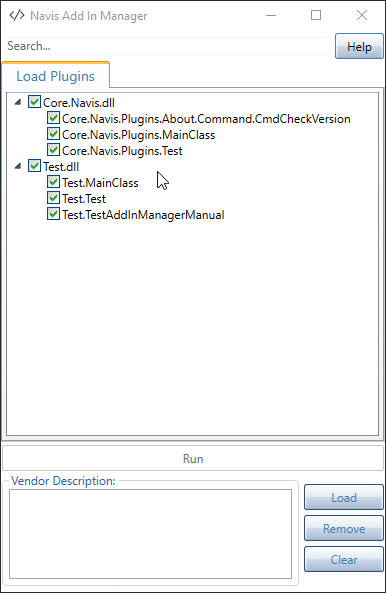 Navis Add In Manager
Search...
Help
Load Plugins
Core.Navis.dll
Core.Navis.Plugins.About.Command.CmdCheckVersion
Core.Navis.Plugins.MainClass
Core.Navis.Plugins.Test
Test.dll
Test.MainClass
Test.Test
Test.TestAddInManagerManual
Run
Vendor Description:
Load
Remove
Clear